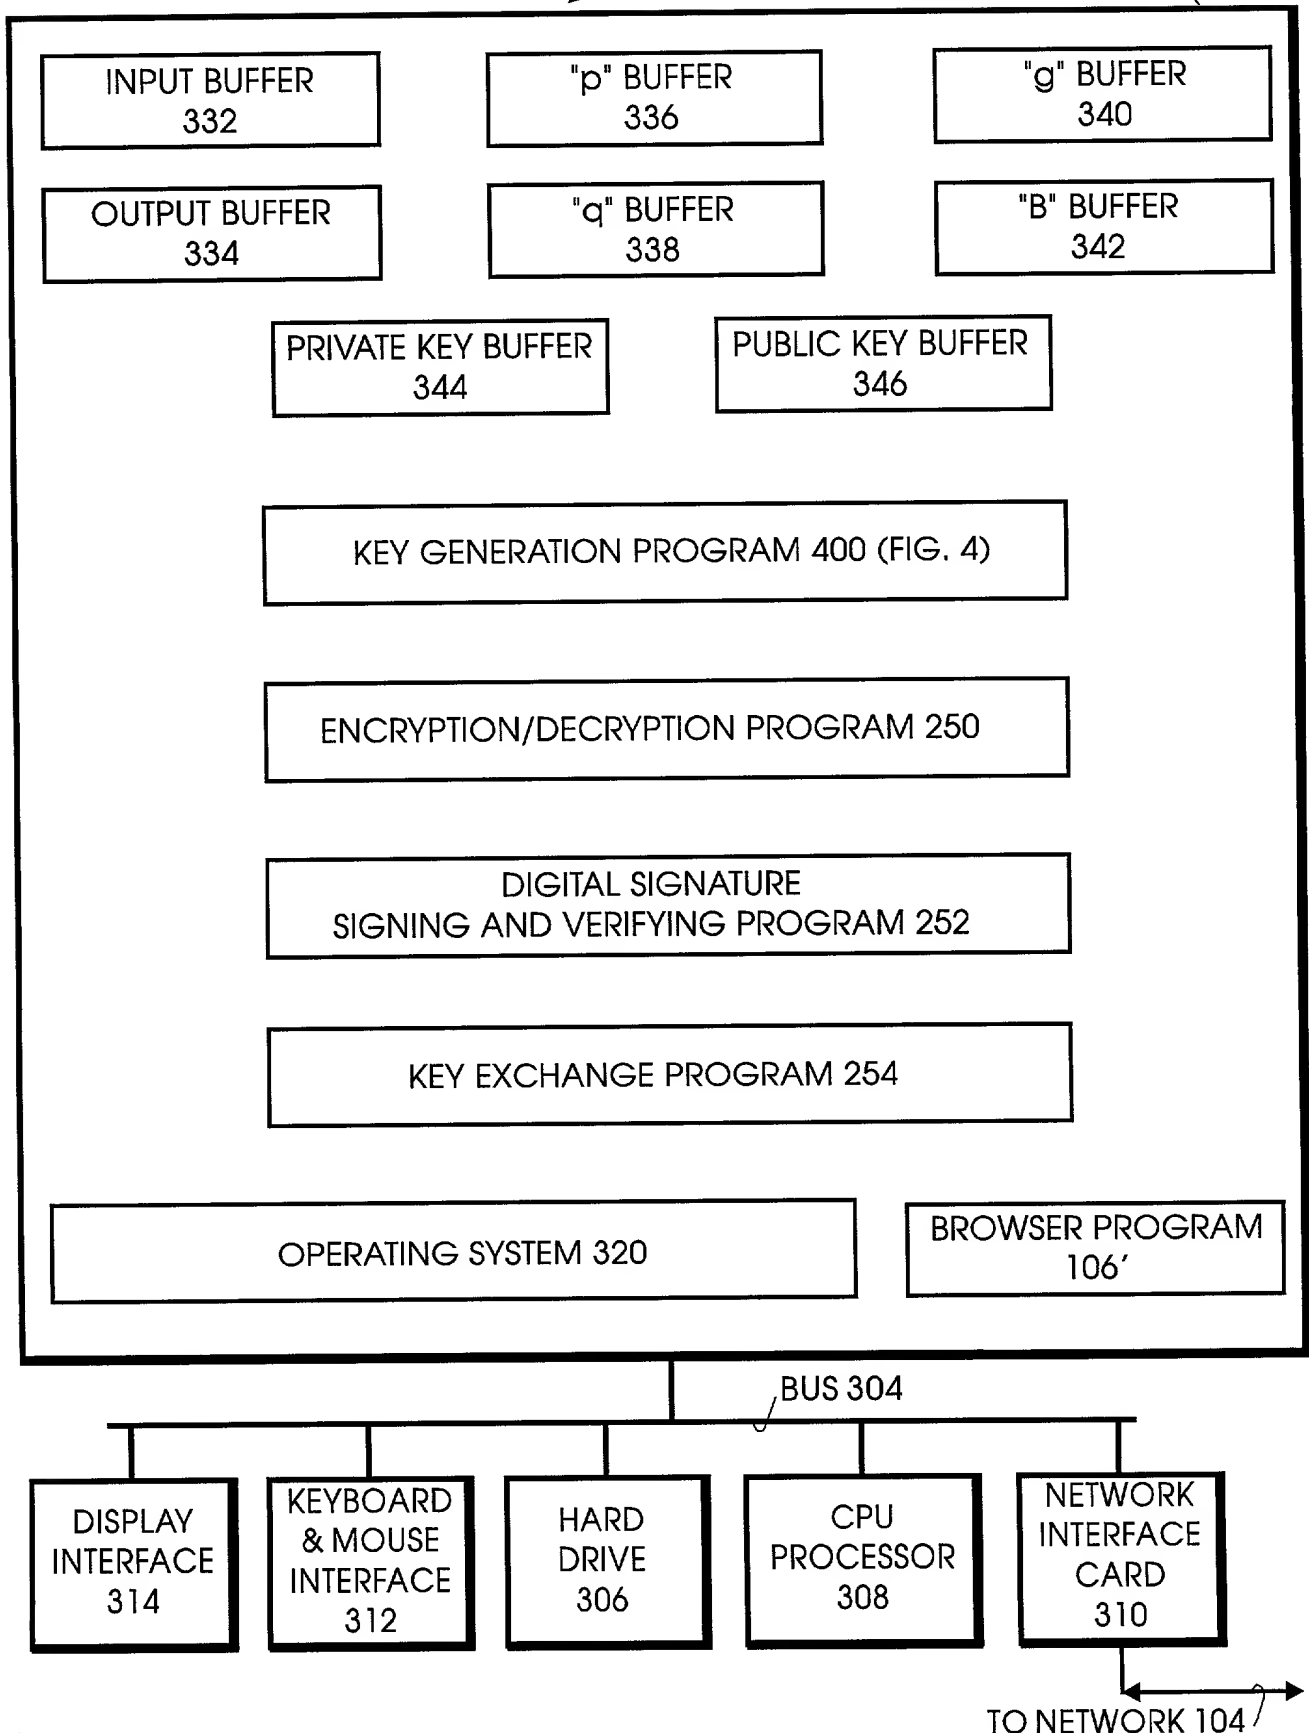 INPUT BUFFER
332
"p" BUFFER
336
"g" BUFFER
340
OUTPUT BUFFER
334
"q" BUFFER
338
"B" BUFFER
342
PRIVATE KEY BUFFER
344
PUBLIC KEY BUFFER
346
KEY GENERATION PROGRAM 400 (FIG. 4)
ENCRYPTION/DECRYPTION PROGRAM 250
DIGITAL SIGNATURE
SIGNING AND VERIFYING PROGRAM 252
KEY EXCHANGE PROGRAM 254
OPERATING SYSTEM 320
BROWSER PROGRAM
106′
BUS 304
DISPLAY
INTERFACE
314
KEYBOARD
& MOUSE
INTERFACE
312
HARD
DRIVE
306
CPU
PROCESSOR
308
NETWORK
INTERFACE
CARD
310
TO NETWORK 104